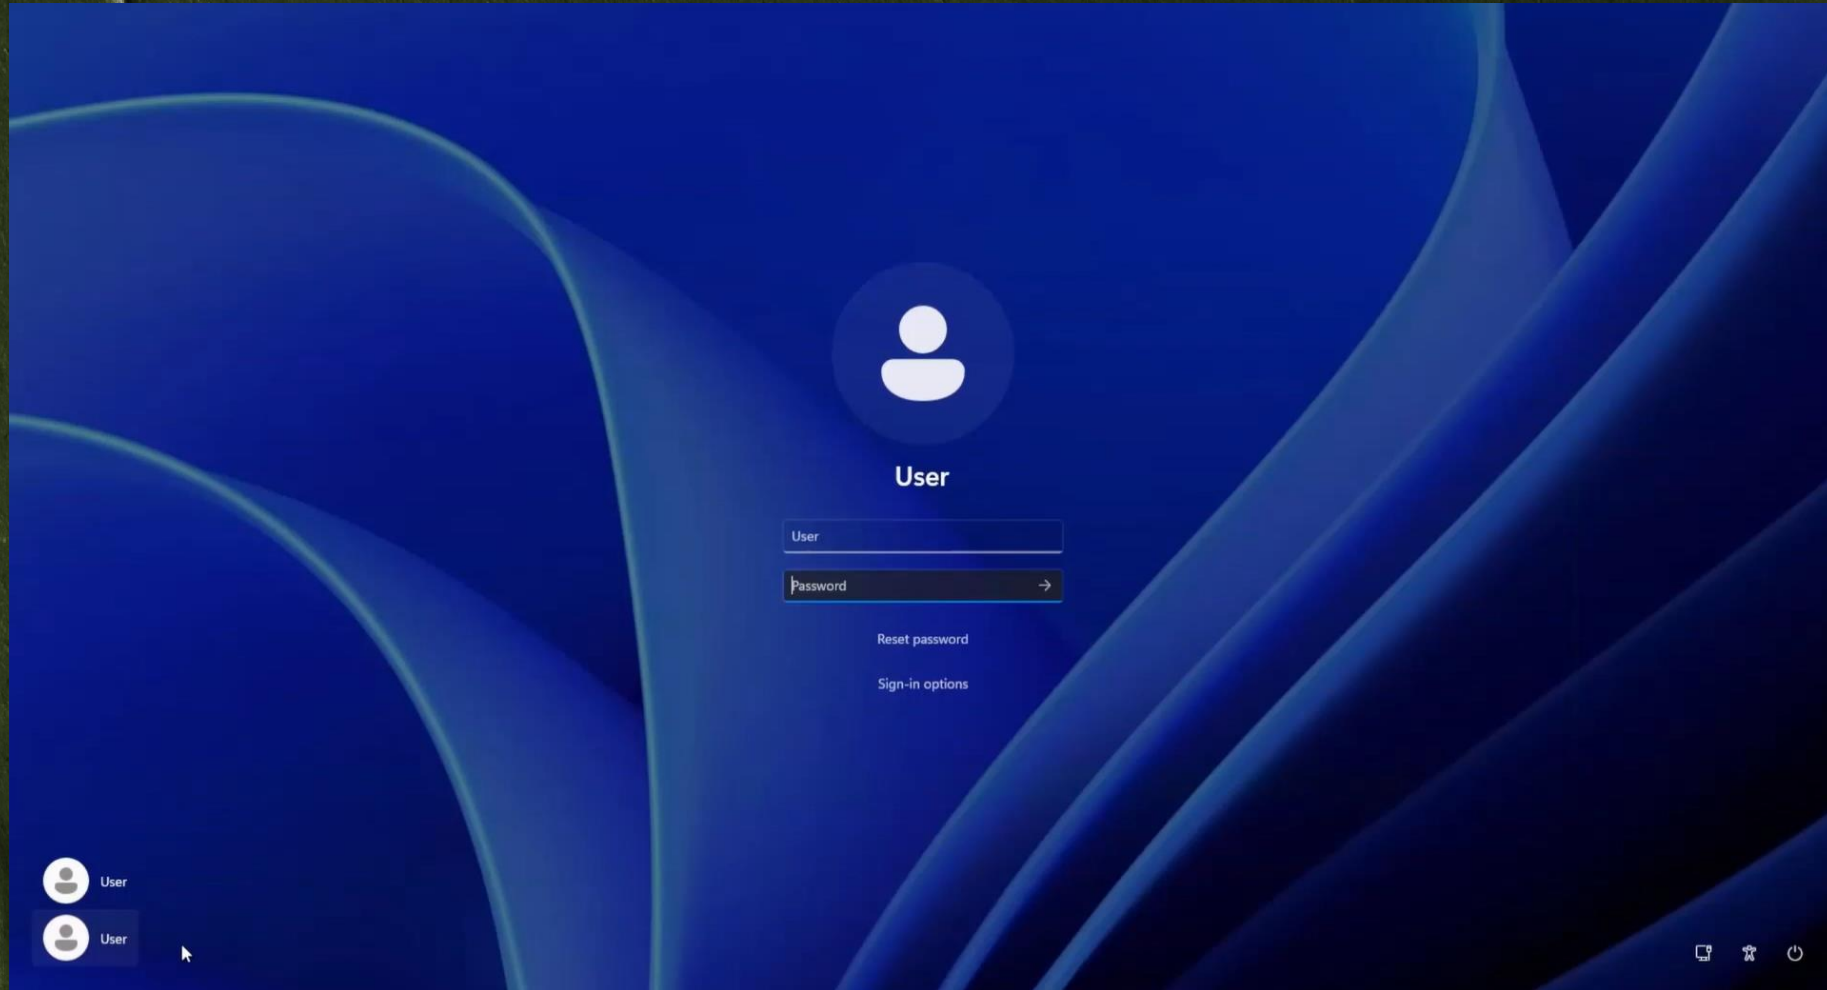 User
User
Password
Reset password
Sign-in options
User
User